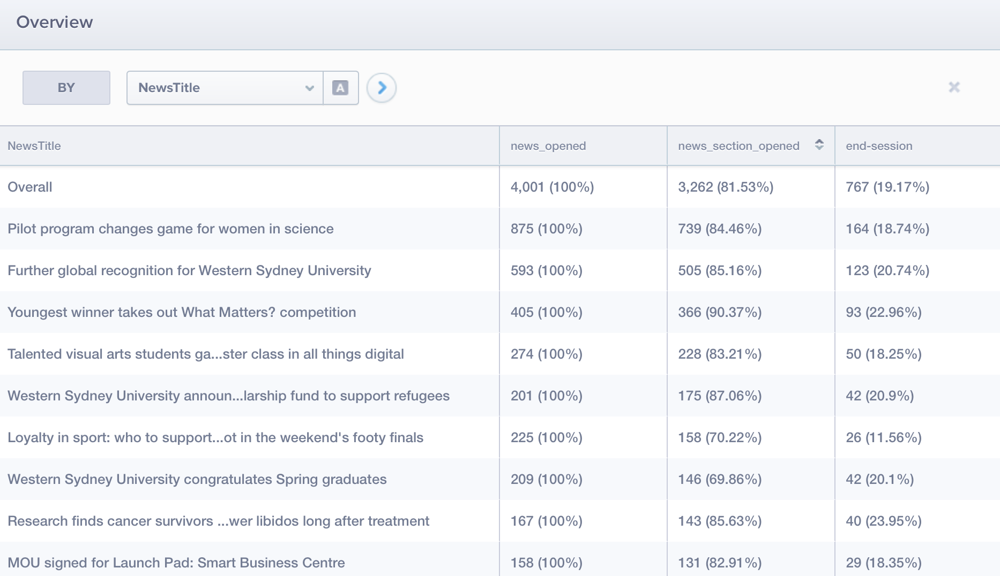 Overview
BY NewsTitle A
NewsTitle news_opened news_section_opened end-session
Overall 4,001 (100%) 3,262 (81.53%) 767 (19.17%)
Pilot program changes game for women in science 875 (100%) 739 (84.46%) 164 (18.74%)
Further global recognition for Western Sydney University 593 (100%) 505 (85.16%) 123 (20.74%)
Youngest winner takes out What Matters? competition 405 (100%) 366 (90.37%) 93 (22.96%)
Talented visual arts students ga...ster class in all things digital 274 (100%) 228 (83.21%) 50 (18.25%)
Western Sydney University announ...larship fund to support refugees 201 (100%) 175 (87.06%) 42 (20.9%)
Loyalty in sport: who to support...ot in the weekend's footy finals 225 (100%) 158 (70.22%) 26 (11.56%)
Western Sydney University congratulates Spring graduates 209 (100%) 146 (69.86%) 42 (20.1%)
Research finds cancer survivors ...wer libidos long after treatment 167 (100%) 143 (85.63%) 40 (23.95%)
MOU signed for Launch Pad: Smart Business Centre 158 (100%) 131 (82.91%) 29 (18.35%)